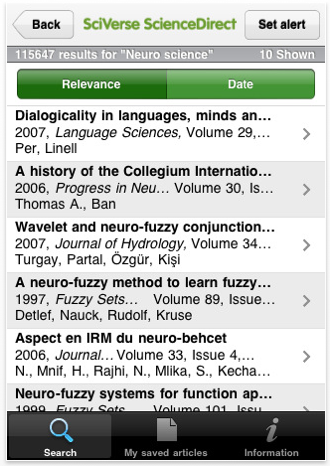 Back
SciVerse ScienceDirect
Set alert
115647 results for "Neuro science"
10 Shown
Relevance
Date
Dialogicality in languages, minds an...
2007, Language Sciences, Volume 29,...
Per, Linell
A history of the Collegium Internatio...
2006, Progress in Neu... Volume 30, Is...
Thomas A., Ban
Wavelet and neuro-fuzzy conjunction...
2007, Journal of Hydrology, Volume 34...
Turgay, Partal, Özgür, Kişi
A neuro-fuzzy method to learn fuzzy...
1997, Fuzzy Sets... Volume 89, Issue...
Detlef, Nauck, Rudolf, Kruse
Aspect en IRM du neuro-behcet
2006, Journal... Volume 33, Issue 4,...
N., Mnif, H., Rajhi, N., Mlika, S., Kecha...
Neuro-fuzzy systems for function ap...
1999, Fuzzy Sets... Volume 101, Issu...
Search
My saved articles
Information